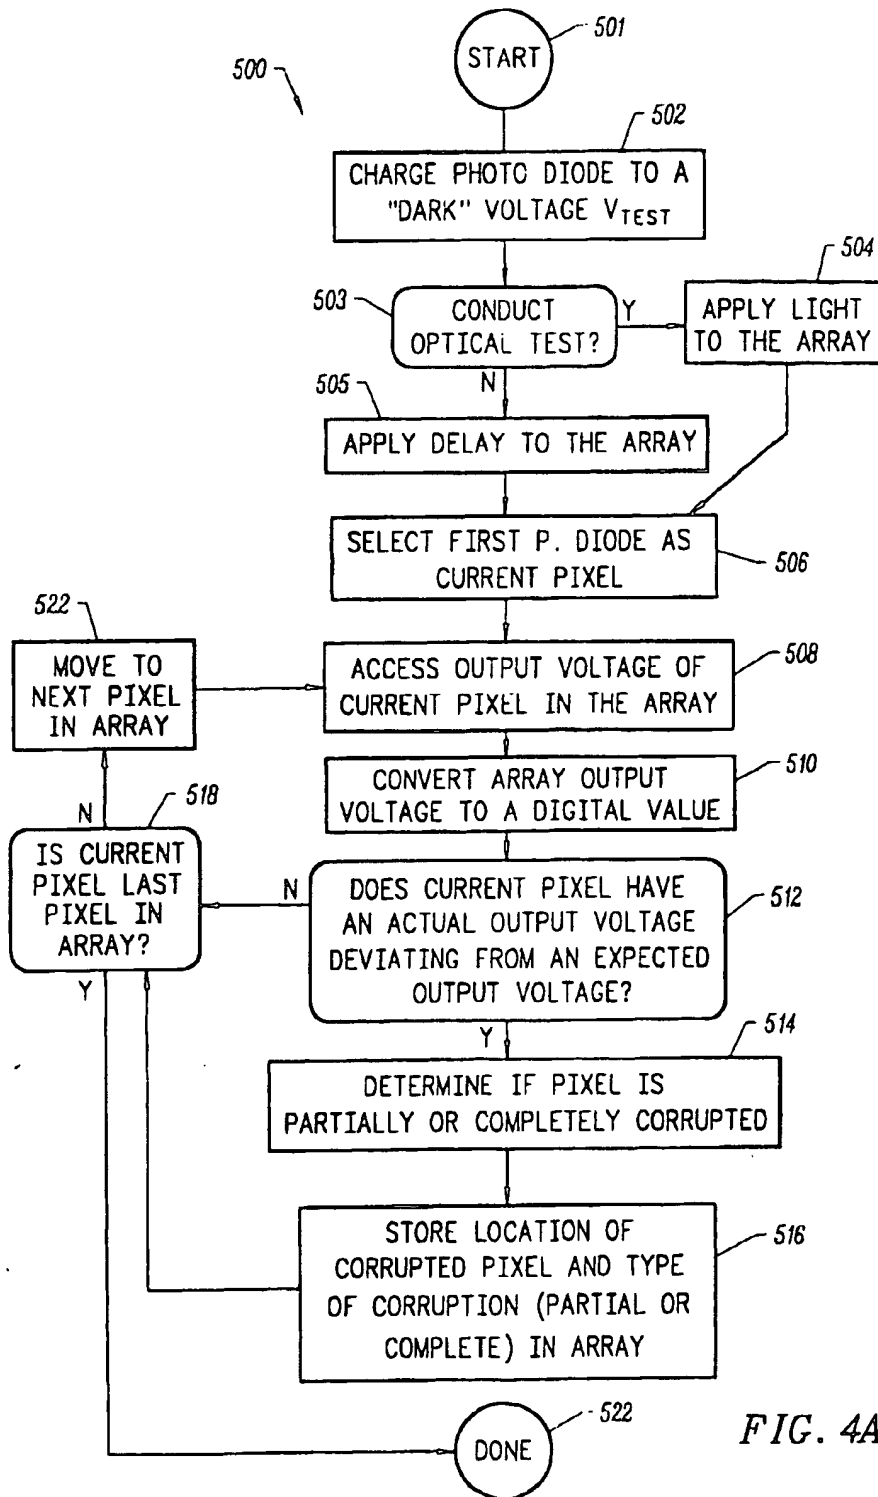 501
START
500
502
CHARGE PHOTO DIODE TO A
"DARK" VOLTAGE VTEST
504
503
CONDUCT
OPTICAL TEST?
Y
APPLY LIGHT
TO THE ARRAY
N
505
APPLY DELAY TO THE ARRAY
SELECT FIRST P. DIODE AS
CURRENT PIXEL
506
522
MOVE TO
NEXT PIXEL
IN ARRAY
ACCESS OUTPUT VOLTAGE OF
CURRENT PIXEL IN THE ARRAY
508
CONVERT ARRAY OUTPUT
VOLTAGE TO A DIGITAL VALUE
510
N
518
IS CURRENT
PIXEL LAST
PIXEL IN
ARRAY?
Y
N
DOES CURRENT PIXEL HAVE
AN ACTUAL OUTPUT VOLTAGE
DEVIATING FROM AN EXPECTED
OUTPUT VOLTAGE?
512
Y
514
DETERMINE IF PIXEL IS
PARTIALLY OR COMPLETELY CORRUPTED
STORE LOCATION OF
CORRUPTED PIXEL AND TYPE
OF CORRUPTION (PARTIAL OR
COMPLETE) IN ARRAY
516
522
DONE
FIG. 4A